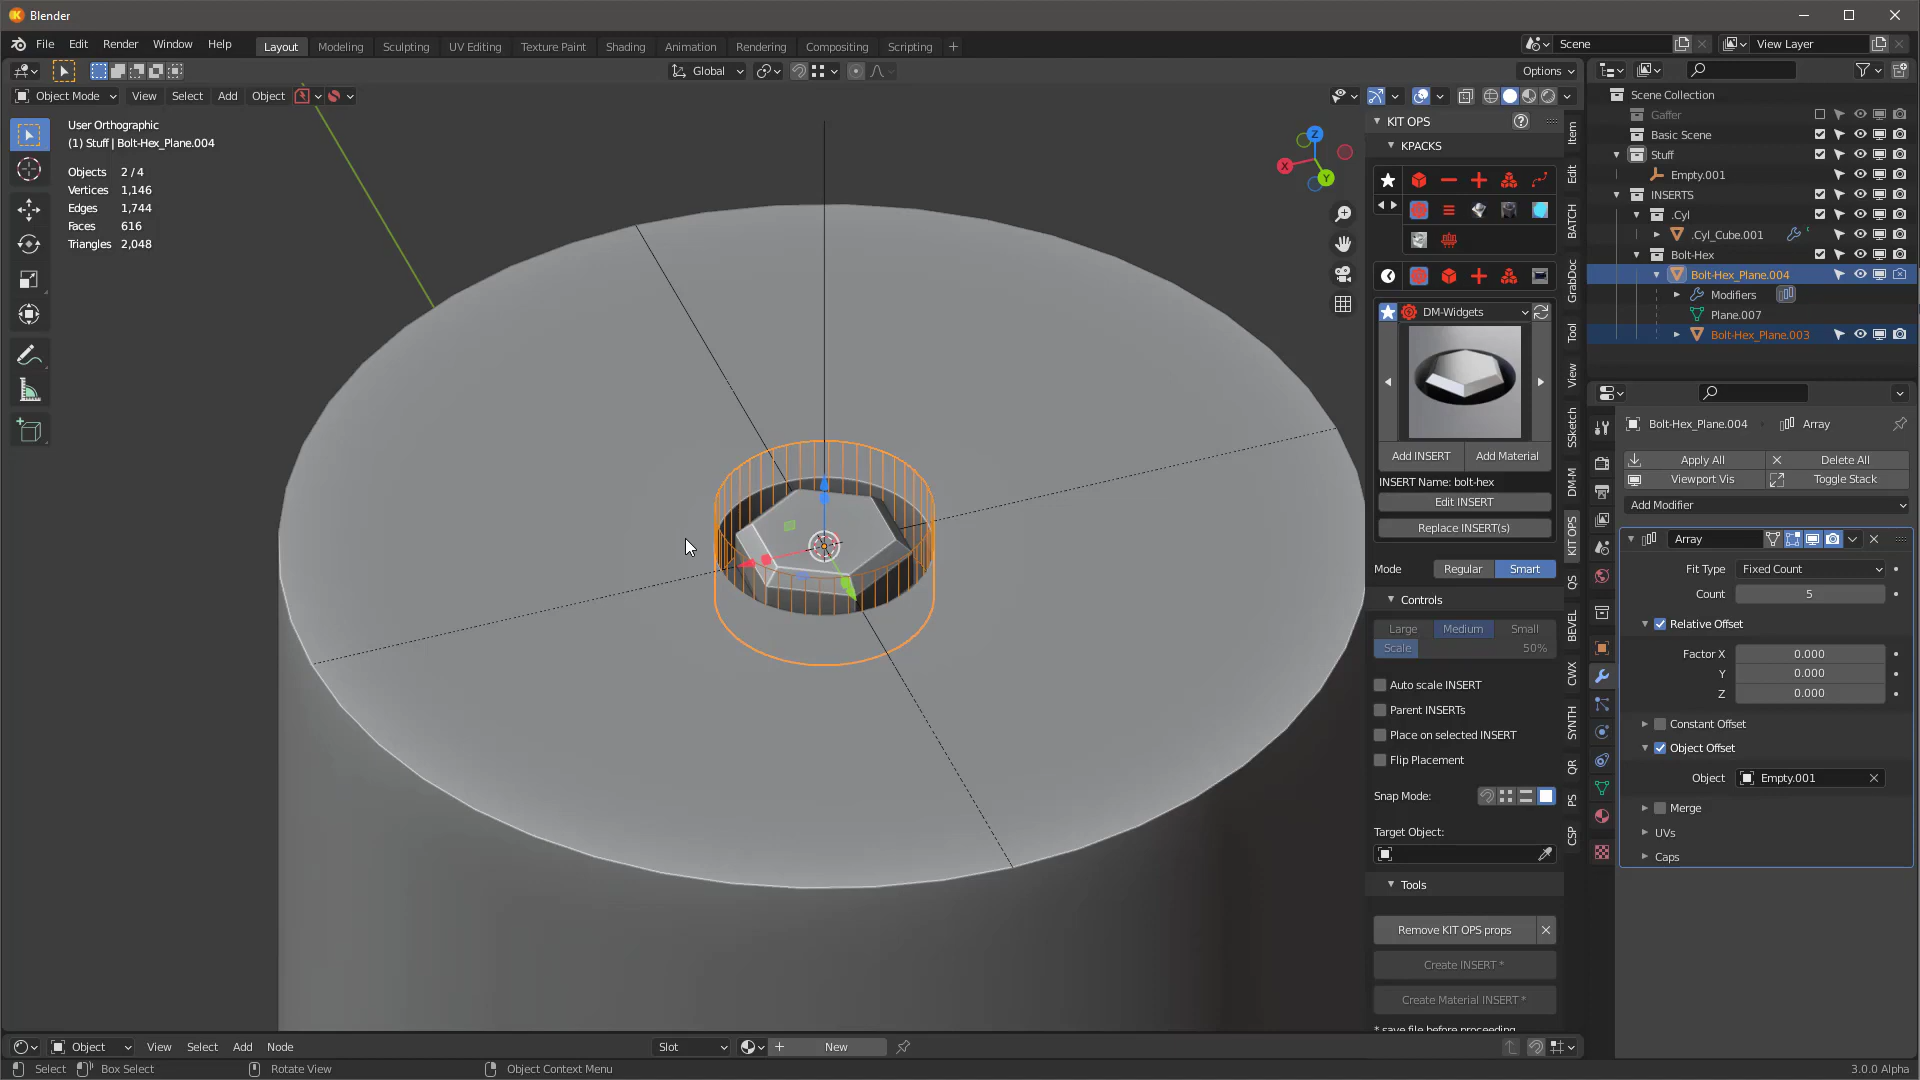 Blender
File Edit Render Window Help
Layout Modeling Sculpting UV Editing Texture Paint Shading Animation Rendering Compositing Scripting +
Scene
View Layer
Global
Options
Object Mode View Select Add Object
User Orthographic
(1) Stuff | Bolt-Hex_Plane.004
Objects 2 / 4
Vertices 1,146
Edges 1,744
Faces 616
Triangles 2,048
Z
X
Y
KIT OPS
KPACKS
DM-Widgets
Add INSERT Add Material
INSERT Name: bolt-hex
Edit INSERT
Replace INSERT(s)
Mode Regular Smart
Controls
Large Medium Small
Scale 50%
Auto scale INSERT
Parent INSERTs
Place on selected INSERT
Flip Placement
Snap Mode:
Target Object:
Tools
Remove KIT OPS props
Create INSERT *
Create Material INSERT *
* save file before proceeding
Item
Edit
BATCH
GrabDoc
Tool
View
SSketch
DM-M
KIT OPS
QS
BEVEL
CWX
SYNTH
QR
PS
CSP
Scene Collection
Gaffer
Basic Scene
Stuff
Empty.001
INSERTS
.Cyl
.Cyl_Cube.001
Bolt-Hex
Bolt-Hex_Plane.004
Modifiers
Plane.007
Bolt-Hex_Plane.003
Bolt-Hex_Plane.004 Array
Apply All Delete All
Viewport Vis Toggle Stack
Add Modifier
Array
Fit Type Fixed Count
Count 5
Relative Offset
Factor X 0.000
Y 0.000
Z 0.000
Constant Offset
Object Offset
Object Empty.001
Merge
UVs
Caps
Object View Select Add Node
Slot
New
Select Box Select Rotate View Object Context Menu
3.0.0 Alpha